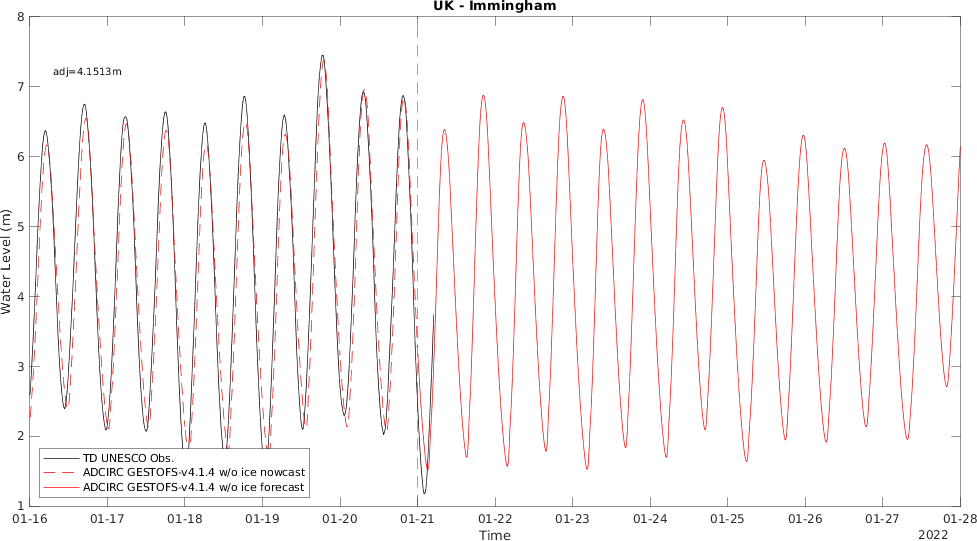 UK - Immingham
8
adj=4.1513m
7
6
5
4
3
2
1
Water Level (m)
TD UNESCO Obs.
ADCIRC GESTOFS-v4.1.4 w/o ice nowcast
ADCIRC GESTOFS-v4.1.4 w/o ice forecast
01-16 01-17 01-18 01-19 01-20 01-21 01-22 01-23 01-24 01-25 01-26 01-27 01-28
Time
2022